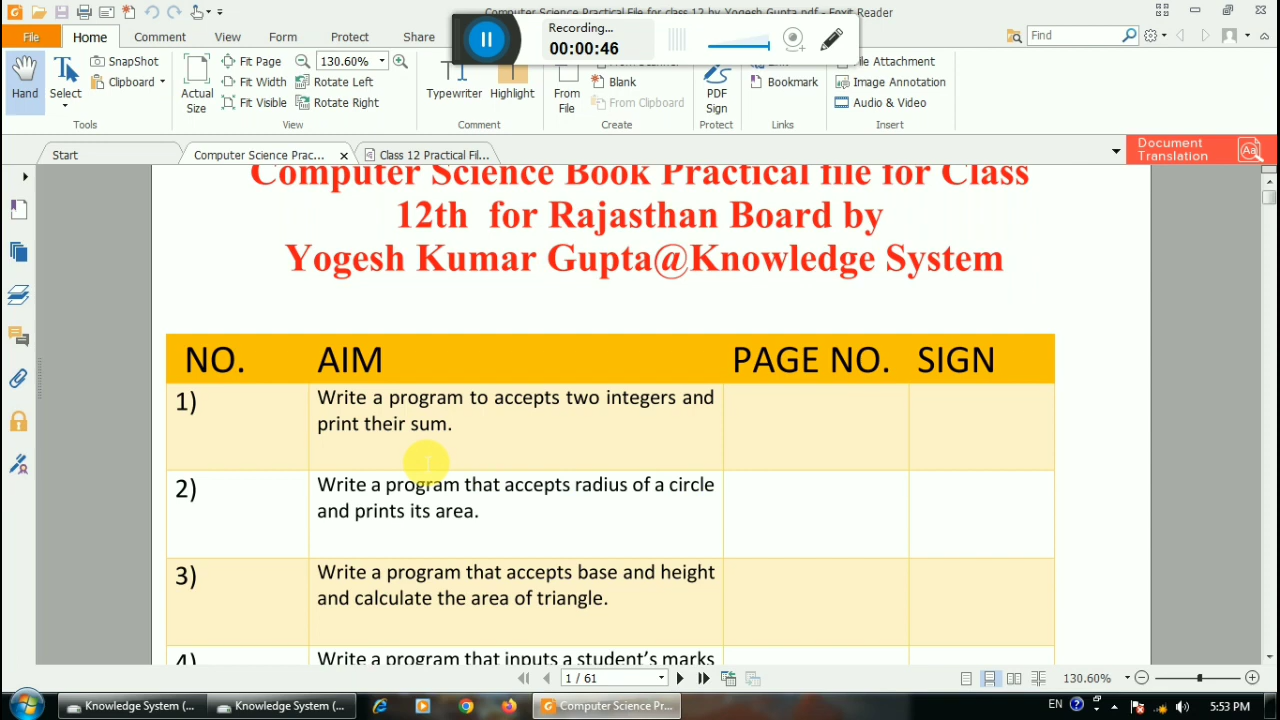 Computer Science Practical File for class 12 by Yogesh Gupta.pdf - Foxit Reader
Recording...
00:00:46
File Home Comment View Form Protect Share Find
Hand
Select
SnapShot
Clipboard
Actual Size
Fit Page
Fit Width
Fit Visible
130.60%
Rotate Left
Rotate Right
Typewriter
Highlight
From File
Blank
From Clipboard
PDF Sign
Bookmark
File Attachment
Image Annotation
Audio & Video
Tools View Comment Create Protect Links Insert
Start
Computer Science Prac...
Class 12 Practical Fil...
Document Translation
Computer Science Book Practical file for Class
12th for Rajasthan Board by
Yogesh Kumar Gupta@Knowledge System
NO. AIM PAGE NO. SIGN
1) Write a program to accepts two integers and
print their sum.
2) Write a program that accepts radius of a circle
and prints its area.
3) Write a program that accepts base and height
and calculate the area of triangle.
4) Write a program that inputs a student's marks
1 / 61
130.60%
Knowledge System (...
Knowledge System (...
Computer Science Pr...
EN
5:53 PM